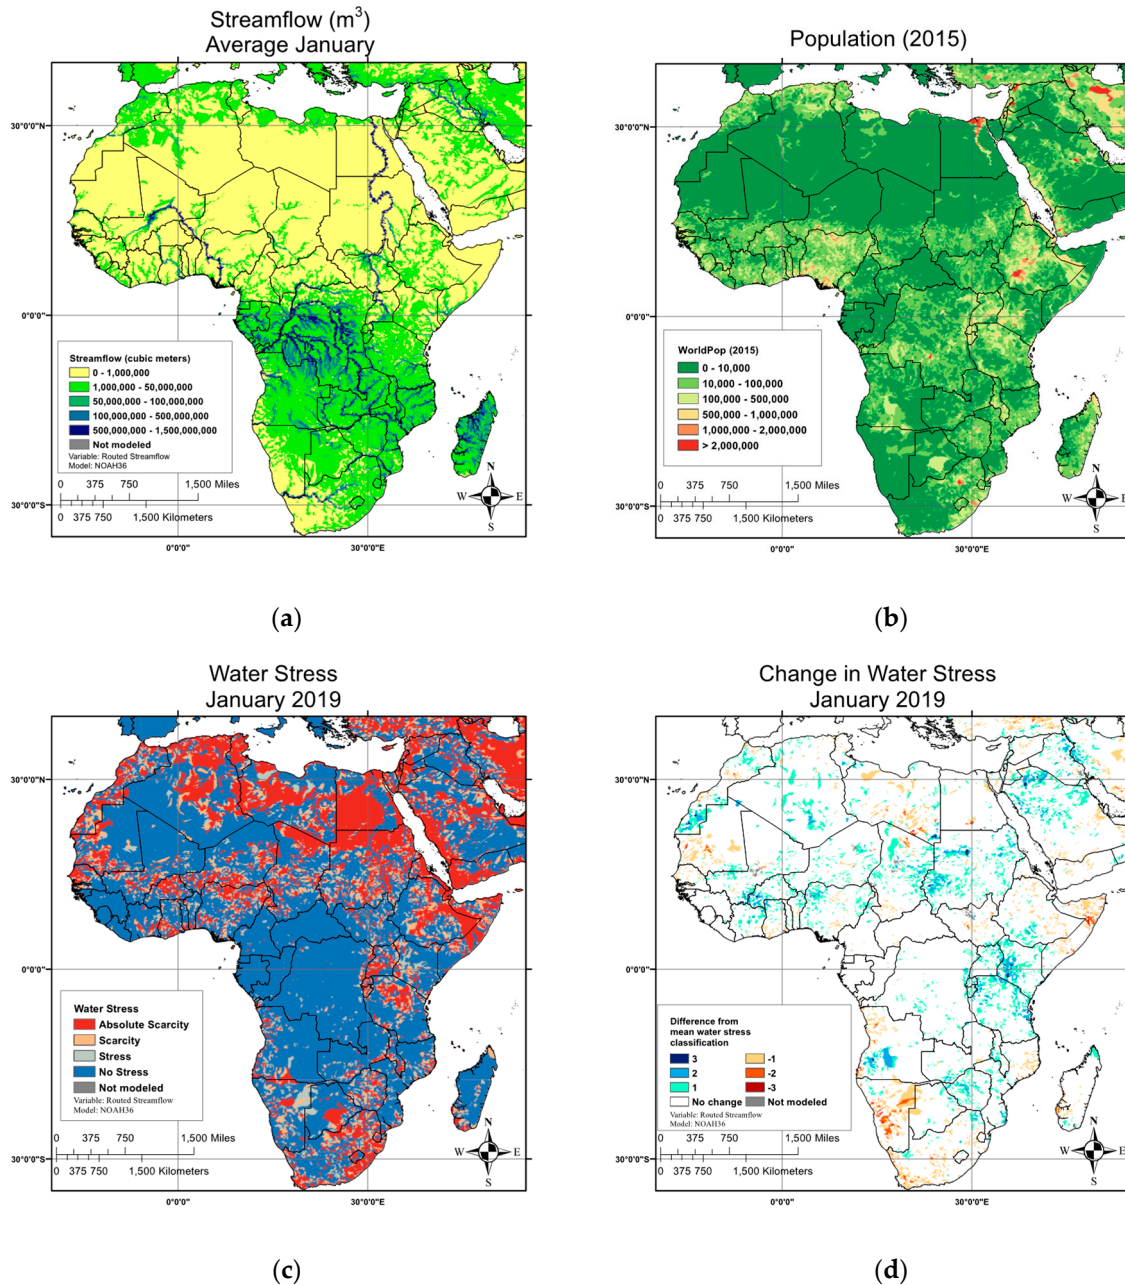 Streamflow (m³)
Average January
30°0'0"N
0°0'0"
30°0'0"S
Streamflow (cubic meters)
0 - 1,000,000
1,000,000 - 50,000,000
50,000,000 - 100,000,000
100,000,000 - 500,000,000
500,000,000 - 1,500,000,000
Not modeled
Variable: Routed Streamflow
Model: NOAH36
0 375 750 1,500 Miles
0 375 750 1,500 Kilometers
N
W E
S
0°0'0" 30°0'0"E
(a)
Population (2015)
30°0'0"N
0°0'0"
30°0'0"S
WorldPop (2015)
0 - 10,000
10,000 - 100,000
100,000 - 500,000
500,000 - 1,000,000
1,000,000 - 2,000,000
> 2,000,000
0 375 750 1,500 Miles
0 375 750 1,500 Kilometers
N
W E
S
0°0'0" 30°0'0"E
(b)
Water Stress
January 2019
30°0'0"N
0°0'0"
30°0'0"S
Water Stress
Absolute Scarcity
Scarcity
Stress
No Stress
Not modeled
Variable: Routed Streamflow
Model: NOAH36
0 375 750 1,500 Miles
0 375 750 1,500 Kilometers
N
W E
S
0°0'0" 30°0'0"E
(c)
Change in Water Stress
January 2019
30°0'0"N
0°0'0"
30°0'0"S
Difference from
mean water stress
classification
3 -1
2 -2
1 -3
No change Not modeled
Variable: Routed Streamflow
Model: NOAH36
0 375 750 1,500 Miles
0 375 750 1,500 Kilometers
N
W E
S
0°0'0" 30°0'0"E
(d)